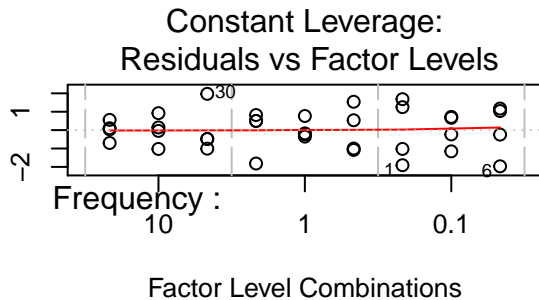 Constant Leverage:
Residuals vs Factor Levels
30
1
1
−2
6
Frequency :
10 1 0.1
Factor Level Combinations